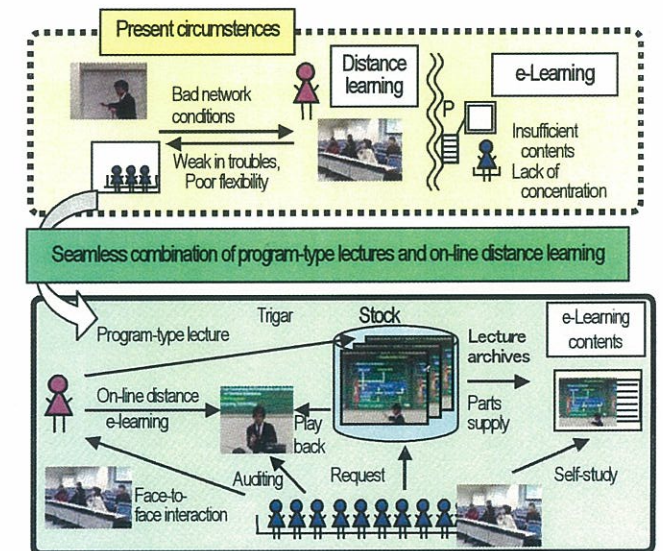 Present circumstences
Distance
learning
e-Learning
Bad network
conditions
Weak in troubles,
Poor flexibility
P
Insufficient
contents
Lack of
concentration
Seamless combination of program-type lectures and on-line distance learning
Program-type lecture
Trigar
Stock
e-Learning
contents
Lecture
archives
On-line distance
e-learning
Play
back
Parts
supply
Auditing
Request
Self-study
Face-to-
face interaction